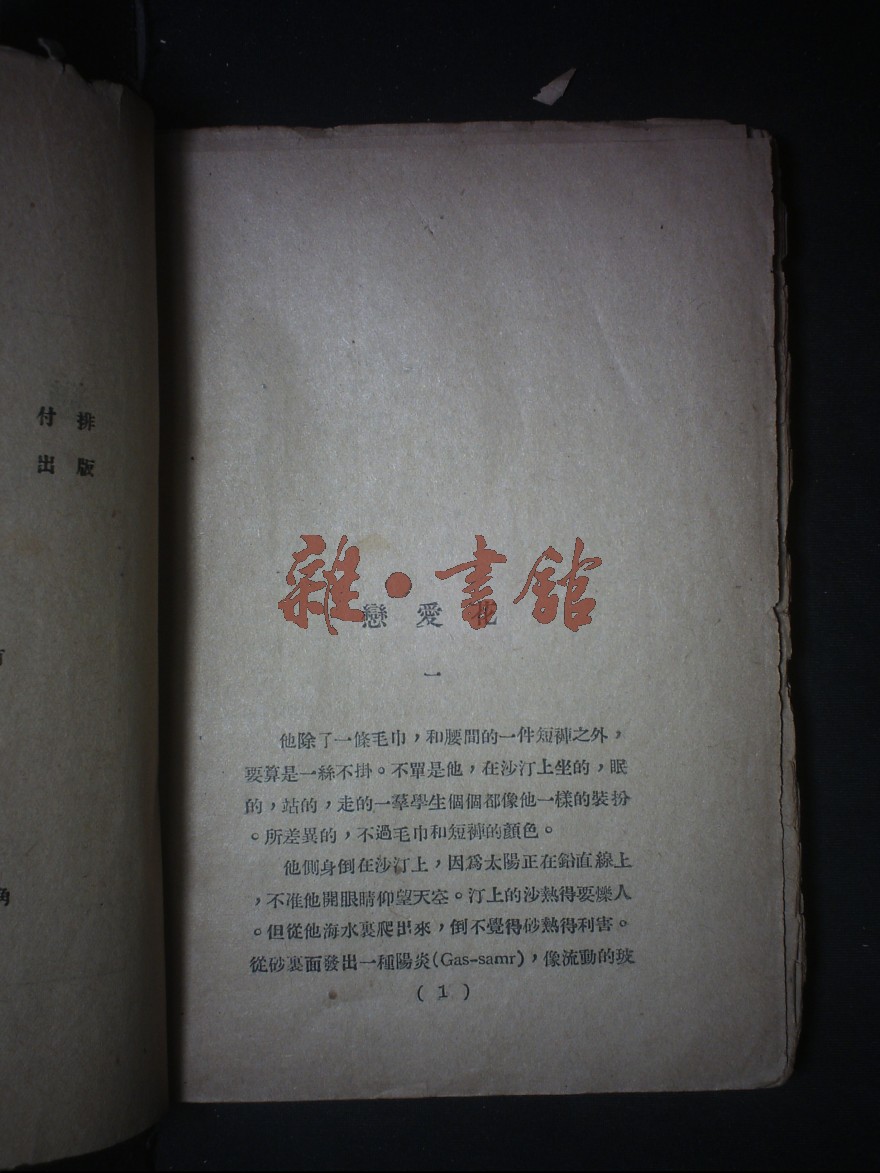 付排
出版
角
雜・書館
戀愛花
一
他除了一條毛巾，和腰間的一件短褲之外，
要算是一絲不掛。不單是他，在沙汀上坐的，眠
的，站的，走的一羣學生個個都像他一樣的裝扮
。所差異的，不過毛巾和短褲的顏色。
他側身倒在沙汀上，因爲太陽正在鉛直線上
，不准他開眼睛仰望天空。汀上的沙熱得要爍人
。但從他海水裏爬出來，倒不覺得砂熱得利害。
從砂裏面發出一種陽炎(Gas-samr)，像流動的玻
( 1 )